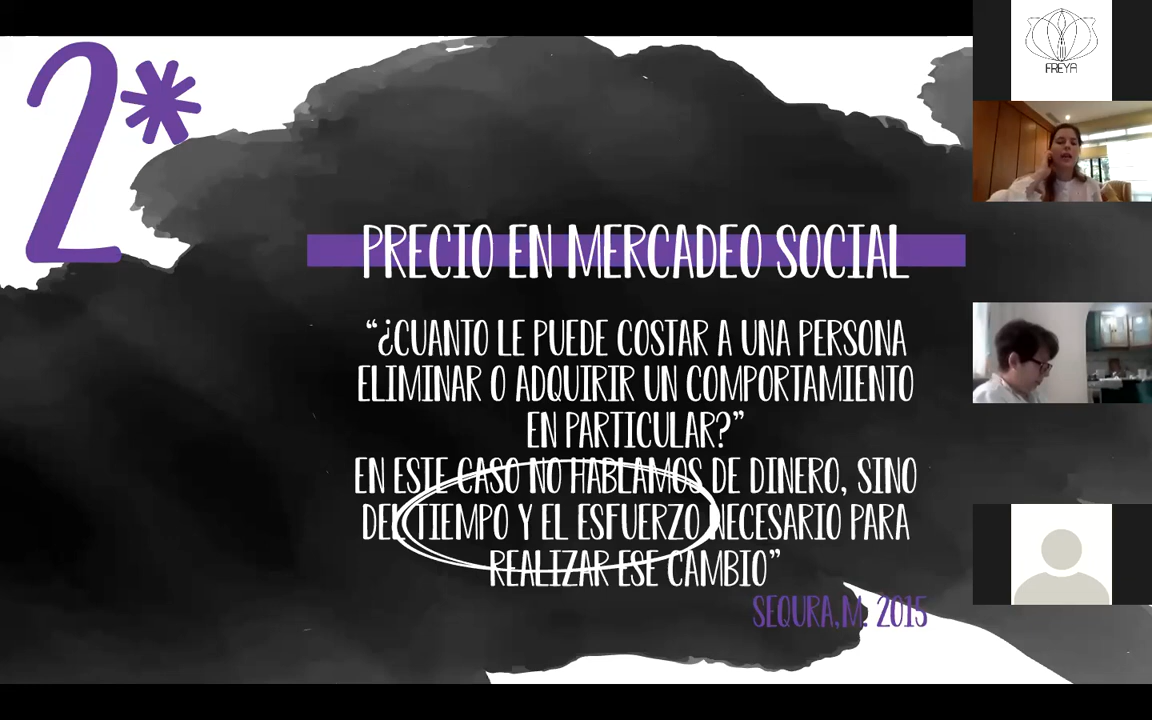 2*
PRECIO EN MERCADEO SOCIAL
“¿CUANTO LE PUEDE COSTAR A UNA PERSONA
ELIMINAR O ADQUIRIR UN COMPORTAMIENTO
EN PARTICULAR?”
EN ESTE CASO NO HABLAMOS DE DINERO, SINO
DEL TIEMPO Y EL ESFUERZO NECESARIO PARA
REALIZAR ESE CAMBIO”
SEQURA,M. 2015
FREYA